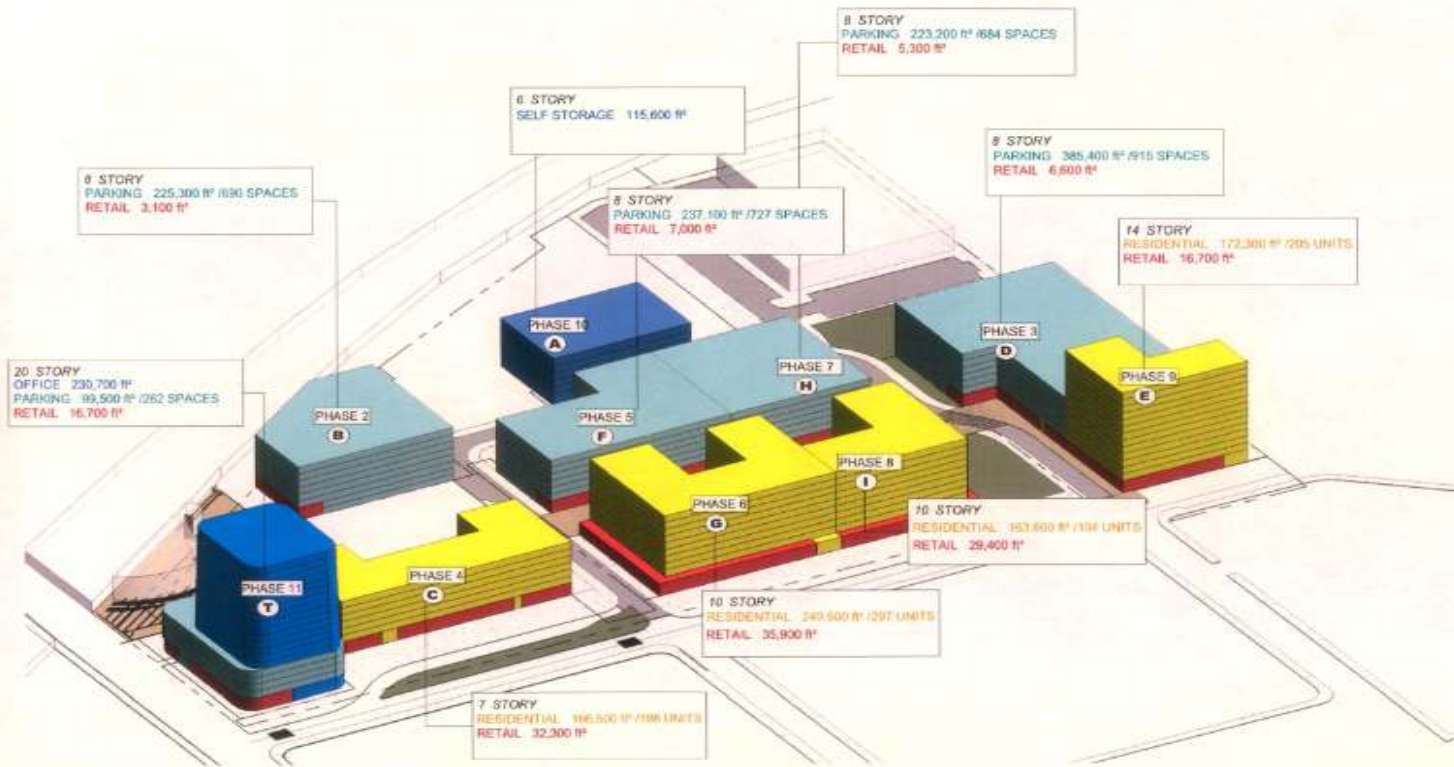 8 STORY
PARKING 223,200 ft² /684 SPACES
RETAIL 5,300 ft²
6 STORY
SELF STORAGE 115,600 ft²
8 STORY
PARKING 385,400 ft² /915 SPACES
RETAIL 6,600 ft²
8 STORY
PARKING 225,300 ft² /690 SPACES
RETAIL 3,100 ft²
8 STORY
PARKING 237,100 ft² /727 SPACES
RETAIL 7,000 ft²
14 STORY
RESIDENTIAL 172,300 ft² /205 UNITS
RETAIL 16,700 ft²
20 STORY
OFFICE 230,700 ft²
PARKING 99,500 ft² /262 SPACES
RETAIL 16,700 ft²
PHASE 10
A
PHASE 3
D
PHASE 7
H
PHASE 9
E
PHASE 2
B
PHASE 5
F
PHASE 8
I
PHASE 6
G
PHASE 4
C
PHASE 11
T
10 STORY
RESIDENTIAL ft² UNITS
RETAIL 29,400 ft²
10 STORY
RESIDENTIAL 249,600 ft² /297 UNITS
RETAIL 35,900 ft²
7 STORY
RESIDENTIAL ft² UNITS
RETAIL 32,300 ft²